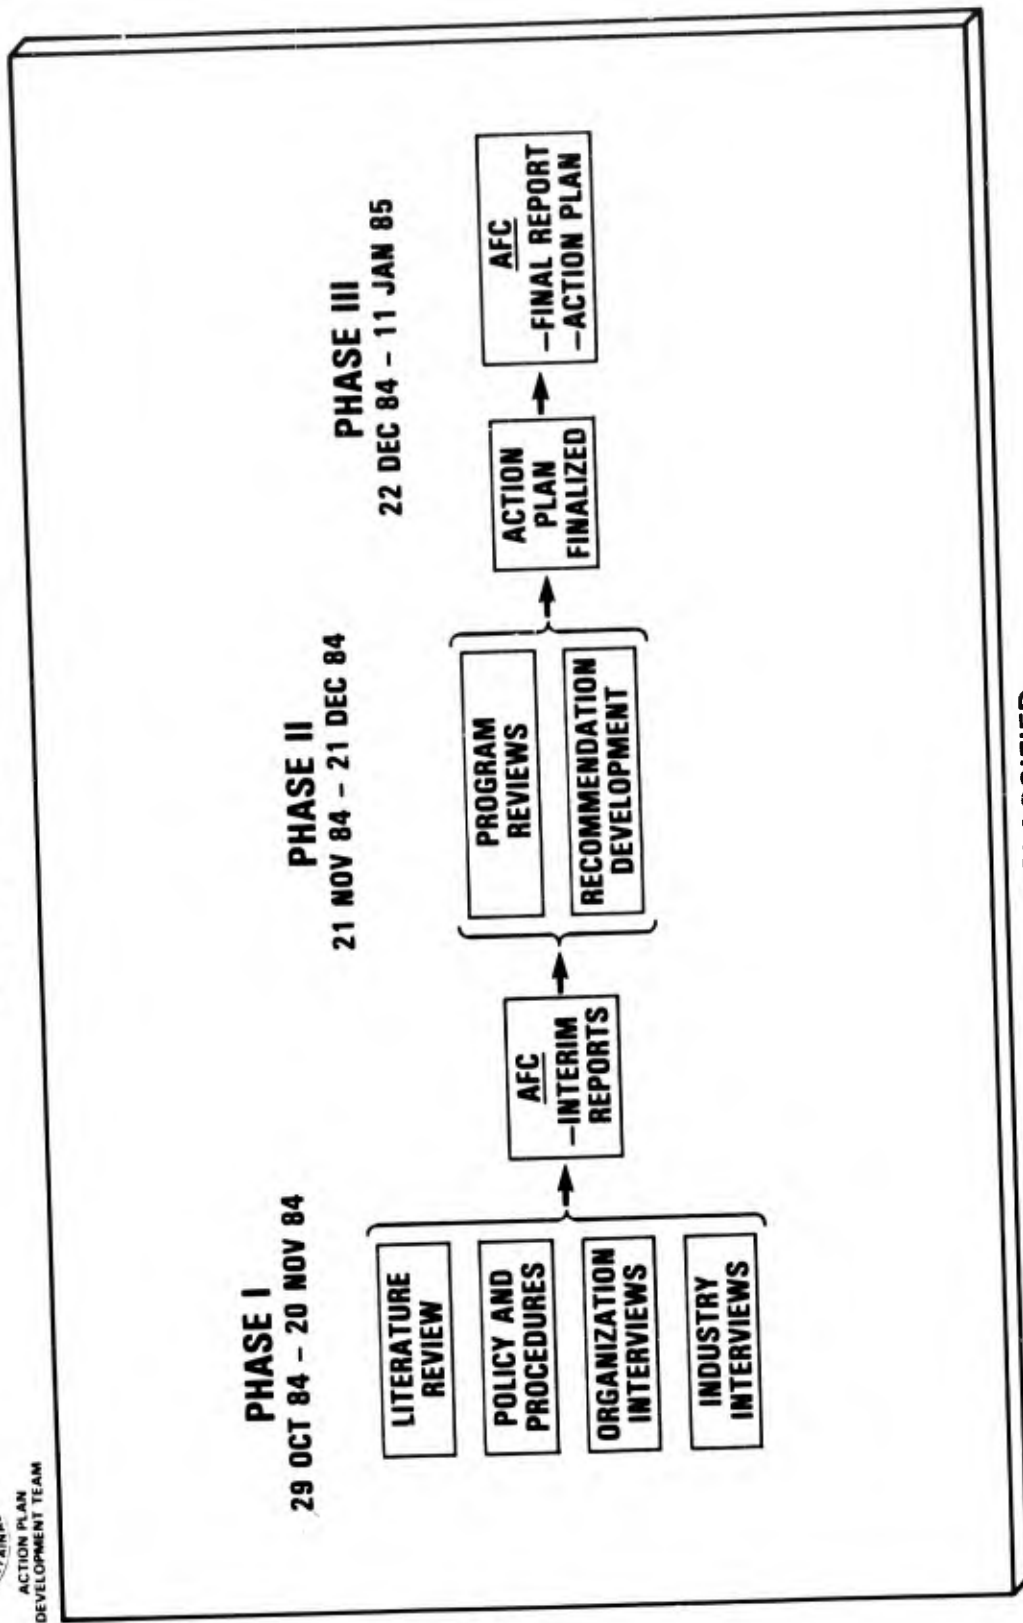 ACTION PLAN
DEVELOPMENT TEAM
PHASE I
29 OCT 84 – 20 NOV 84
LITERATURE
REVIEW
POLICY AND
PROCEDURES
ORGANIZATION
INTERVIEWS
INDUSTRY
INTERVIEWS
AFC
–INTERIM
REPORTS
PHASE II
21 NOV 84 – 21 DEC 84
PROGRAM
REVIEWS
RECOMMENDATION
DEVELOPMENT
PHASE III
22 DEC 84 – 11 JAN 85
ACTION
PLAN
FINALIZED
AFC
–FINAL REPORT
–ACTION PLAN